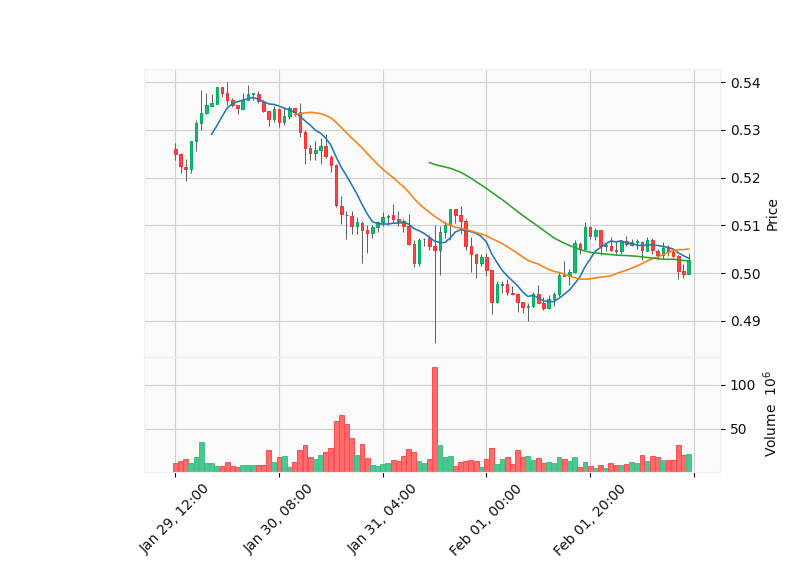 0.54
0.53
0.52
0.51
0.50
0.49
Price
100
50
Volume 10^6
Jan 29, 12:00
Jan 30, 08:00
Jan 31, 04:00
Feb 01, 00:00
Feb 01, 20:00